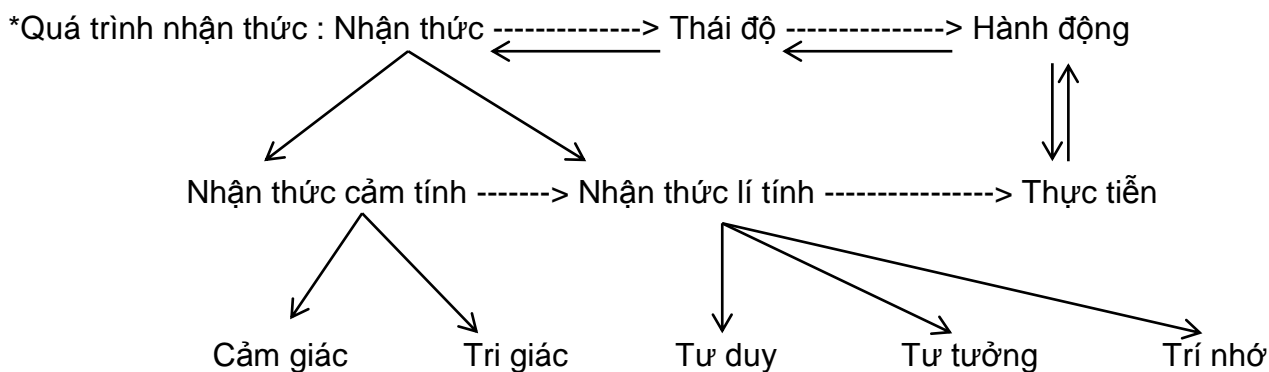 *Quá trình nhận thức : Nhận thức --------------> Thái độ ---------------> Hành động
Nhận thức cảm tính -------> Nhận thức lí tính ----------------> Thực tiễn
Cảm giác Tri giác Tư duy Tư tưởng Trí nhớ